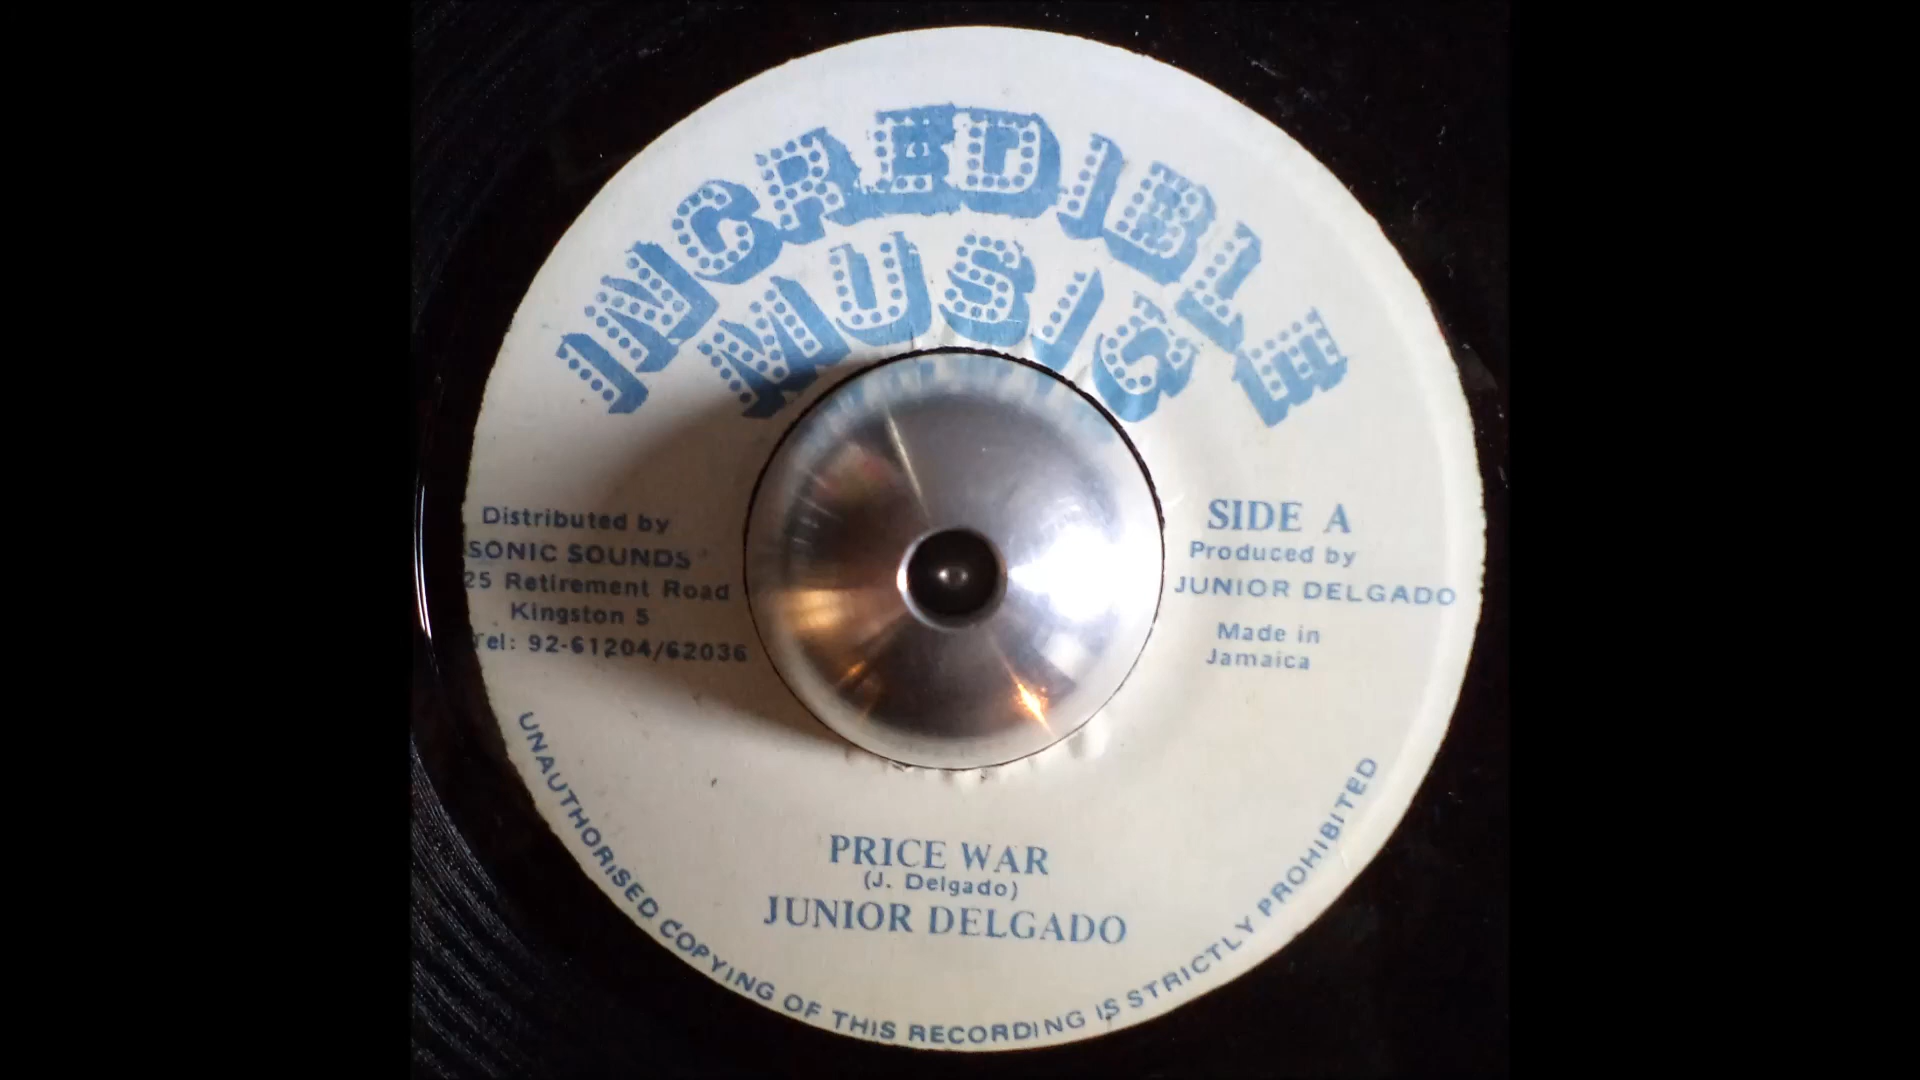 INCREDIBLE
MUSIC
Distributed by
SONIC SOUNDS
25 Retirement Road
Kingston 5
Tel: 92-61204/62036
SIDE A
Produced by
JUNIOR DELGADO
Made in
Jamaica
PRICE WAR
(J. Delgado)
JUNIOR DELGADO
UNAUTHORISED COPYING OF THIS RECORDING IS STRICTLY PROHIBITED